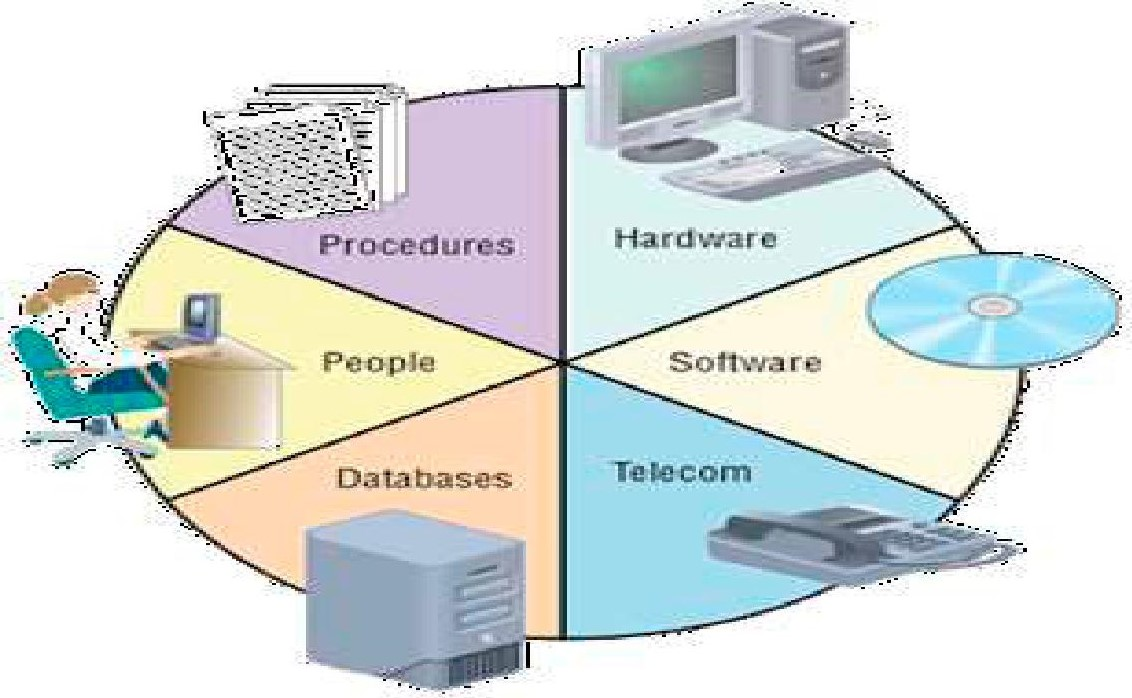 Procedures
Hardware
People
Software
Databases
Telecom